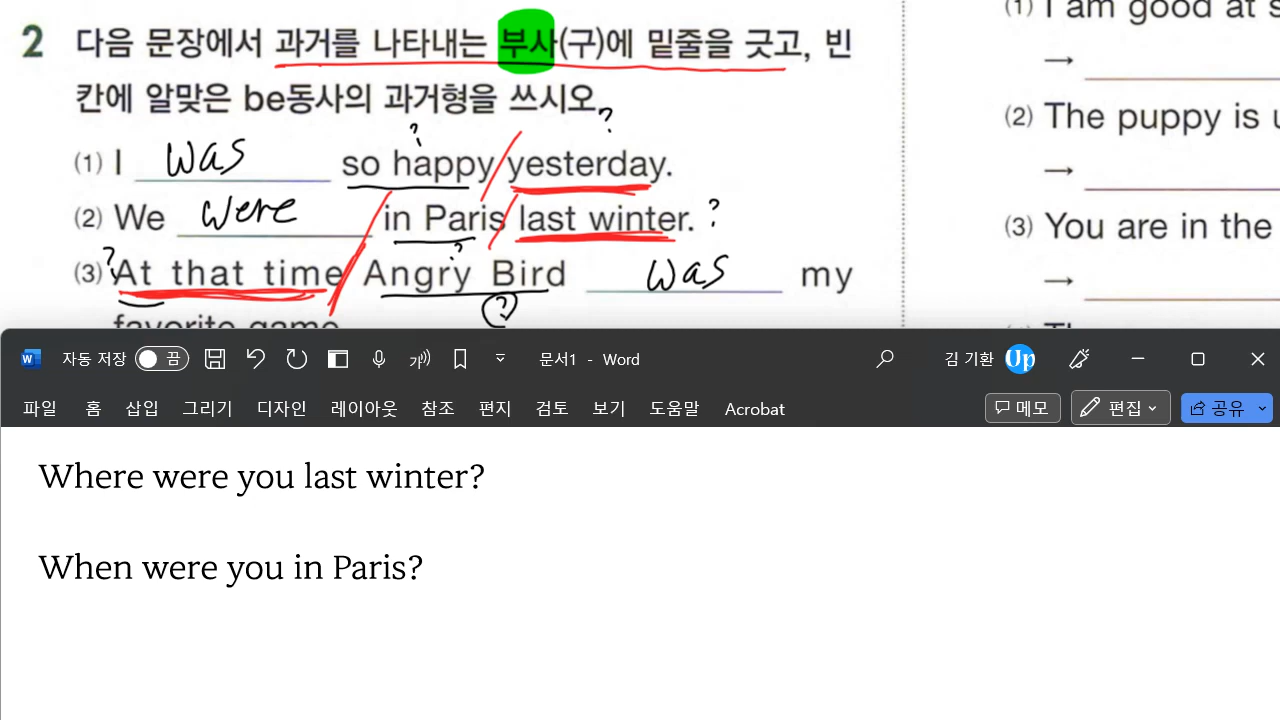 2 다음 문장에서 과거를 나타내는 부사(구)에 밑줄을 긋고, 빈
칸에 알맞은 be동사의 과거형을 쓰시오.
?
?
(1) I was so happy yesterday.
(2) We were in Paris last winter. ?
?
?
(3) At that time Angry Bird was my
?
favorite game
(1) I am good at s
→
(2) The puppy is u
→
(3) You are in the
→
자동 저장 끔 가 문서1 - Word 김 기환 Up
파일 홈 삽입 그리기 디자인 레이아웃 참조 편지 검토 보기 도움말 Acrobat 메모 편집 공유
Where were you last winter?
When were you in Paris?